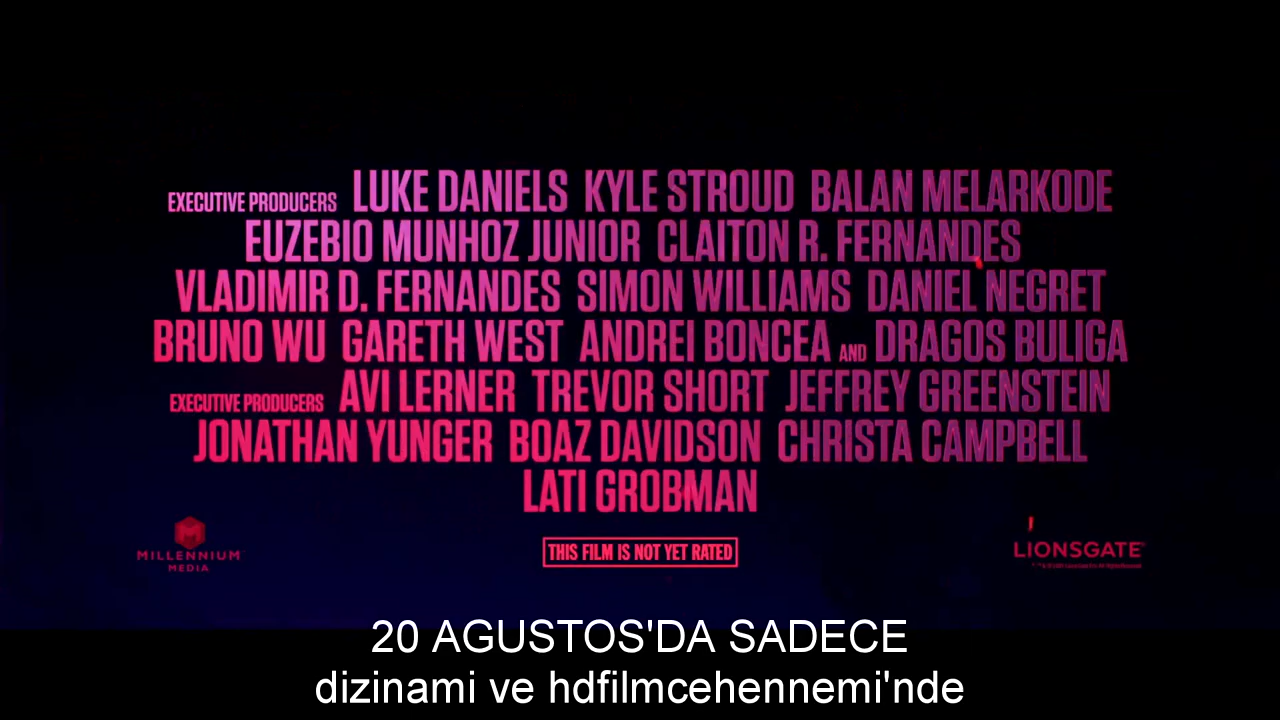 EXECUTIVE PRODUCERS LUKE DANIELS KYLE STROUD BALAN MELARKODE
EUZEBIO MUNHOZ JUNIOR CLAITON R. FERNANDES
VLADIMIR D. FERNANDES SIMON WILLIAMS DANIEL NEGRET
BRUNO WU GARETH WEST ANDREI BONCEA AND DRAGOS BULIGA
EXECUTIVE PRODUCERS AVI LERNER TREVOR SHORT JEFFREY GREENSTEIN
JONATHAN YUNGER BOAZ DAVIDSON CHRISTA CAMPBELL
LATI GROBMAN
MILLENNIUM
MEDIA
THIS FILM IS NOT YET RATED
LIONSGATE
20 AGUSTOS'DA SADECE
dizinami ve hdfilmcehennemi'nde